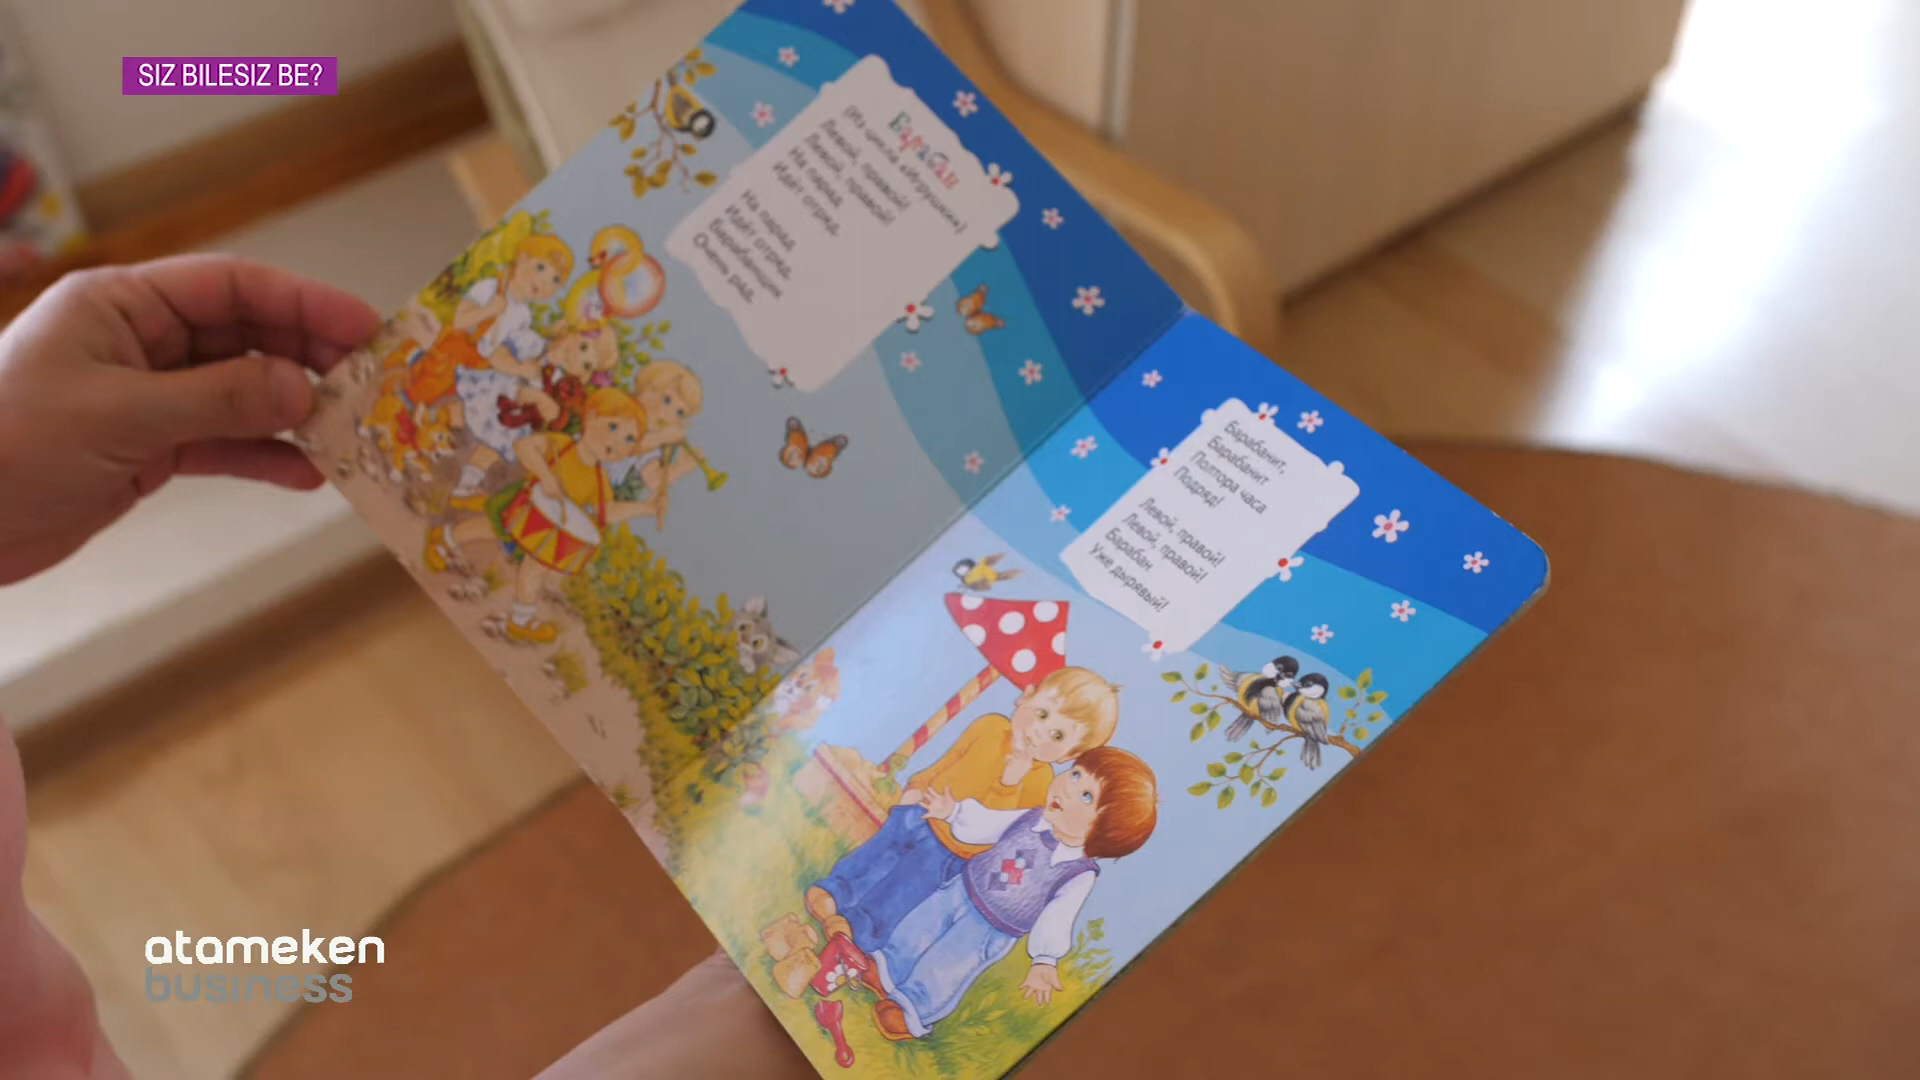 SIZ BILESIZ BE?
Барабан
(Из цикла «Игрушки»)
Левой, правой!
Левой, правой!
На парад
Идёт отряд.
На парад
Идёт отряд.
Барабанщик
Очень рад.
Барабанит,
Барабанит
Полтора часа
Подряд!
Левой, правой!
Левой, правой!
Барабан
Уже дырявый!
atameken
business